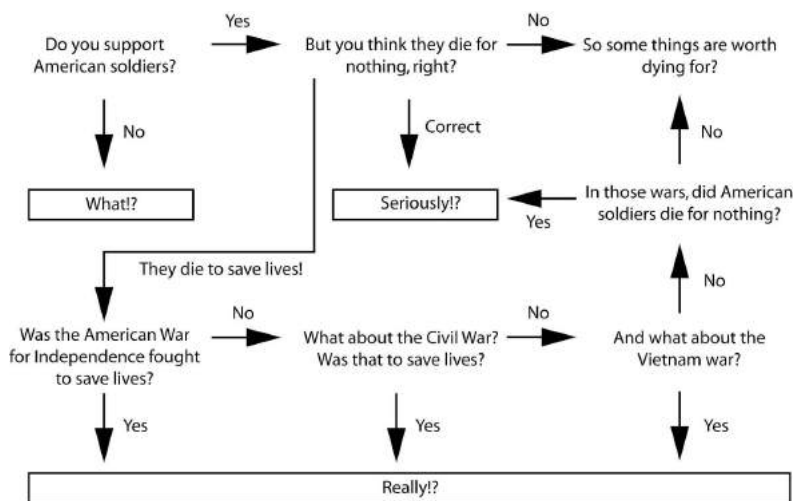 Do you support
American soldiers?
Yes
But you think they die for
nothing, right?
No
So some things are worth
dying for?
No
Correct
No
What!?
Seriously!?
Yes
In those wars, did American
soldiers die for nothing?
They die to save lives!
No
Was the American War
for Independence fought
to save lives?
No
What about the Civil War?
Was that to save lives?
No
And what about the
Vietnam war?
Yes
Yes
Yes
Really!?